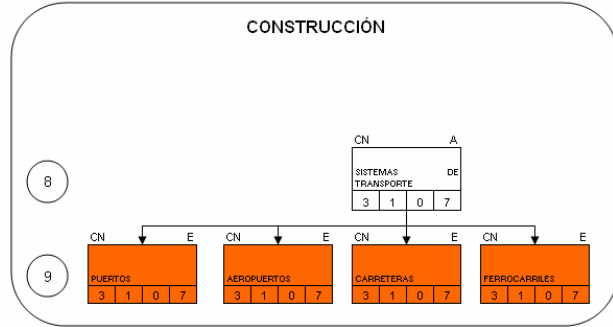 CONSTRUCCIÓN
CN A
8
SISTEMAS DE
TRANSPORTE
3 1 0 7
CN E CN E CN E CN E
9
PUERTOS AEROPUERTOS CARRETERAS FERROCARRILES
3 1 0 7 3 1 0 7 3 1 0 7 3 1 0 7